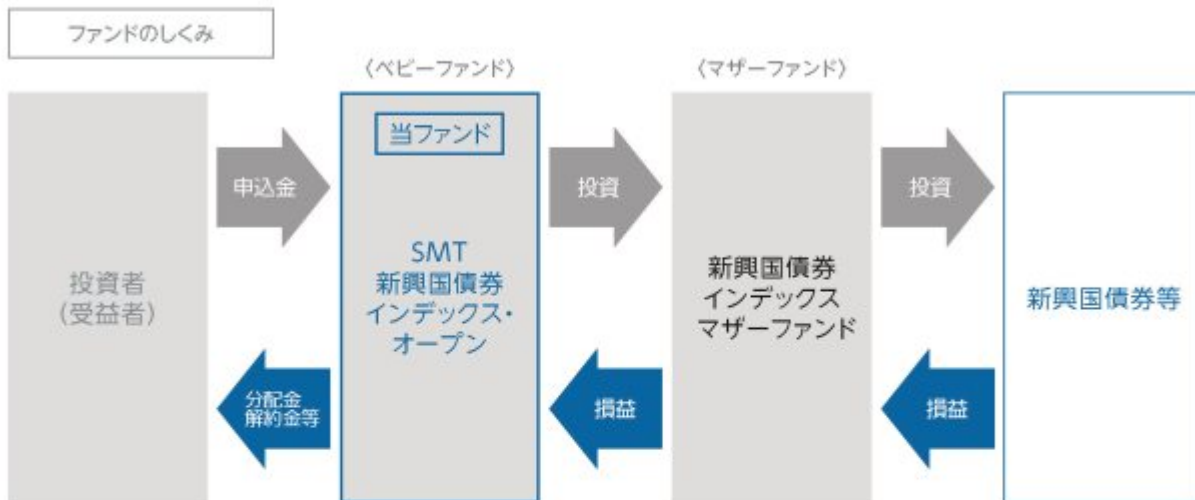 ファンドのしくみ
〈ベビーファンド〉
〈マザーファンド〉
投資者
(受益者)
申込金
分配金
解約金等
当ファンド
SMT
新興国債券
インデックス・
オープン
投資
損益
新興国債券
インデックス
マザーファンド
投資
損益
新興国債券等